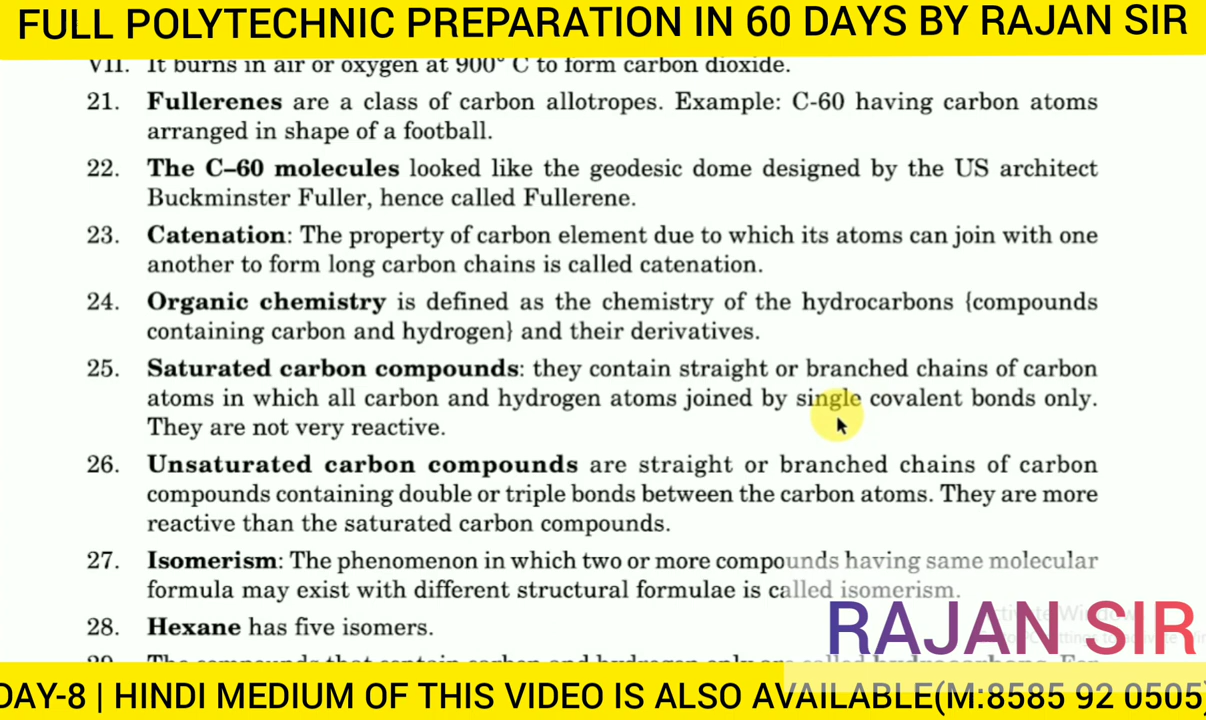 FULL POLYTECHNIC PREPARATION IN 60 DAYS BY RAJAN SIR
VII. It burns in air or oxygen at 900° C to form carbon dioxide.
21. Fullerenes are a class of carbon allotropes. Example: C-60 having carbon atoms
arranged in shape of a football.
22. The C–60 molecules looked like the geodesic dome designed by the US architect
Buckminster Fuller, hence called Fullerene.
23. Catenation: The property of carbon element due to which its atoms can join with one
another to form long carbon chains is called catenation.
24. Organic chemistry is defined as the chemistry of the hydrocarbons {compounds
containing carbon and hydrogen} and their derivatives.
25. Saturated carbon compounds: they contain straight or branched chains of carbon
atoms in which all carbon and hydrogen atoms joined by single covalent bonds only.
They are not very reactive.
26. Unsaturated carbon compounds are straight or branched chains of carbon
compounds containing double or triple bonds between the carbon atoms. They are more
reactive than the saturated carbon compounds.
27. Isomerism: The phenomenon in which two or more compounds having same molecular
formula may exist with different structural formulae is called isomerism.
28. Hexane has five isomers.
RAJAN SIR
DAY-8 | HINDI MEDIUM OF THIS VIDEO IS ALSO AVAILABLE(M:8585 92 0505)